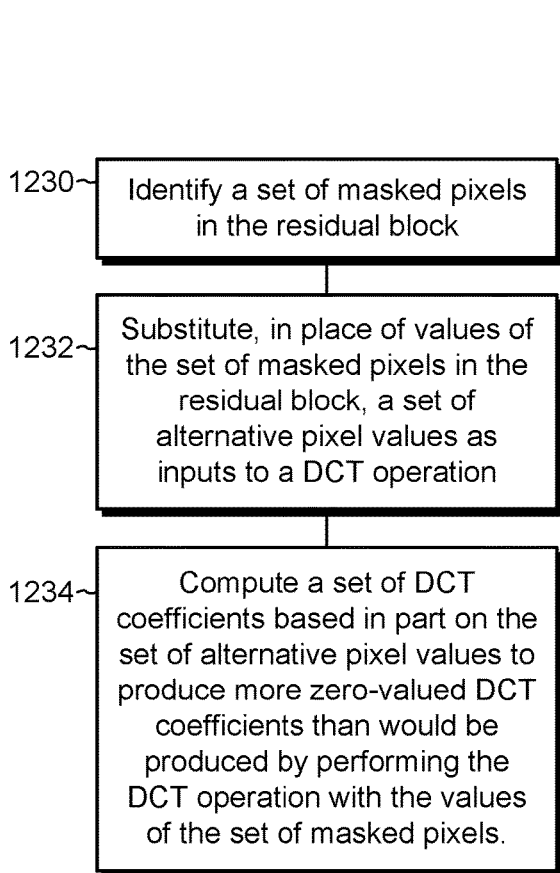 1230~ Identify a set of masked pixels
in the residual block
1232~ Substitute, in place of values of
the set of masked pixels in the
residual block, a set of
alternative pixel values as
inputs to a DCT operation
1234~ Compute a set of DCT
coefficients based in part on the
set of alternative pixel values to
produce more zero-valued DCT
coefficients than would be
produced by performing the
DCT operation with the values
of the set of masked pixels.